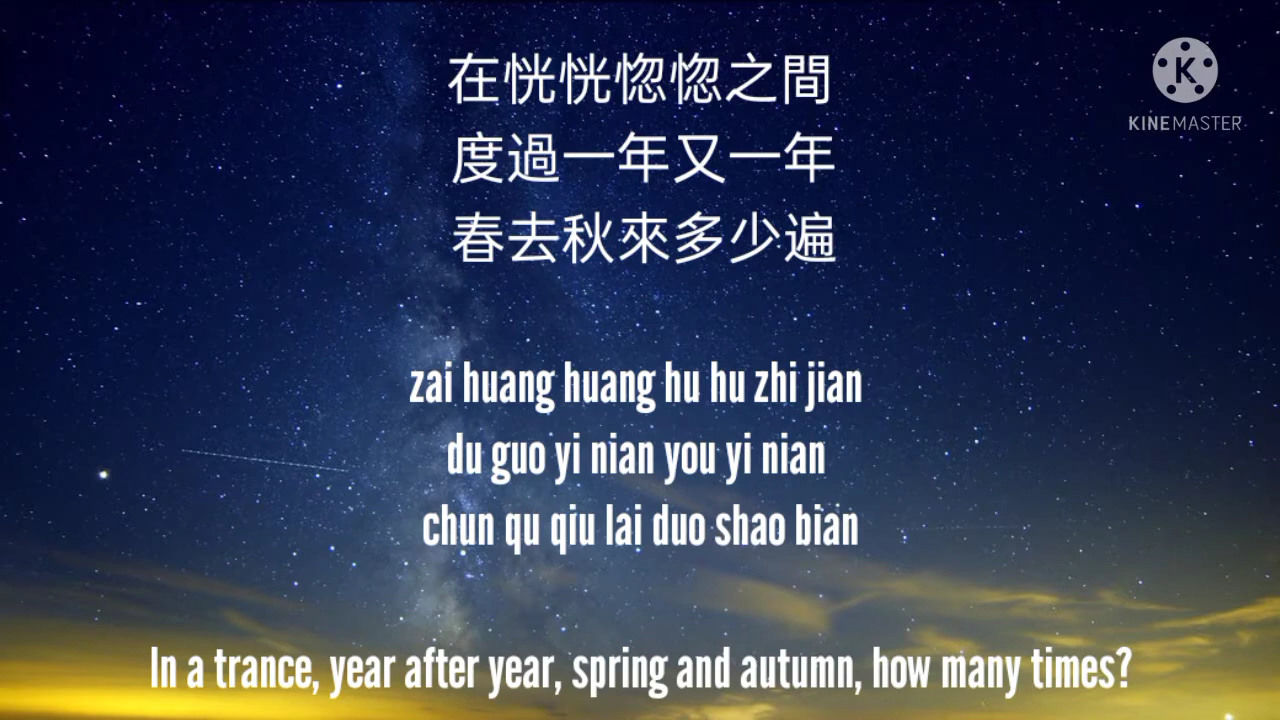 在恍恍惚惚之間
度過一年又一年
春去秋來多少遍
zai huang huang hu hu zhi jian
du guo yi nian you yi nian
chun qu qiu lai duo shao bian
In a trance, year after year, spring and autumn, how many times?
K
KINEMASTER